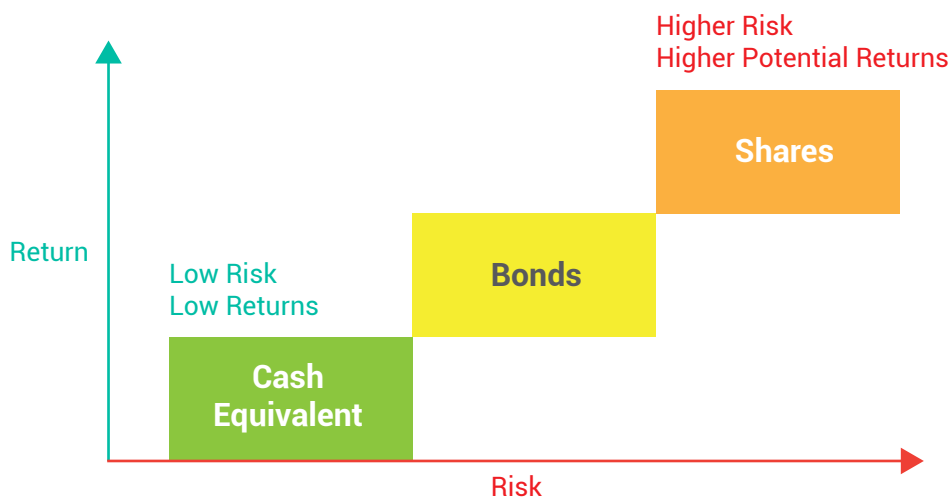 Higher Risk
Higher Potential Returns
Shares
Return
Low Risk
Low Returns
Bonds
Cash
Equivalent
Risk